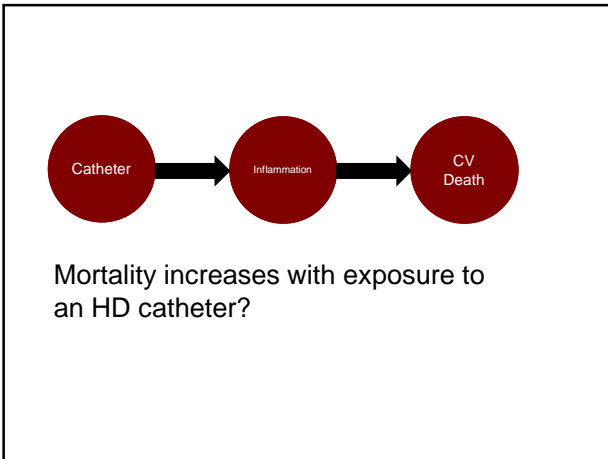 Catheter
Inflammation
CV
Death
Mortality increases with exposure to
an HD catheter?